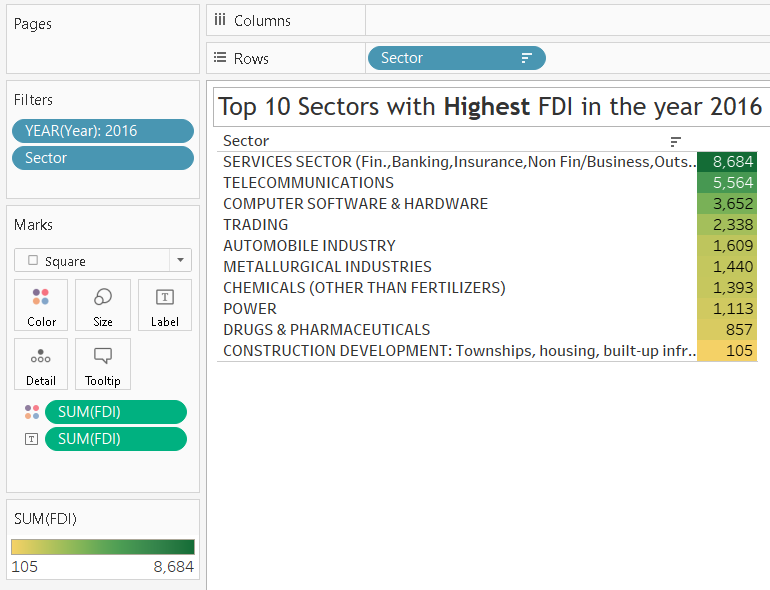 Pages
Columns
Rows
Sector
Filters
YEAR(Year): 2016
Sector
Marks
Square
Color
Size
Label
Detail
Tooltip
SUM(FDI)
SUM(FDI)
SUM(FDI)
105 8,684
Top 10 Sectors with Highest FDI in the year 2016
Sector
SERVICES SECTOR (Fin.,Banking,Insurance,Non Fin/Business,Outs.. 8,684
TELECOMMUNICATIONS 5,564
COMPUTER SOFTWARE & HARDWARE 3,652
TRADING 2,338
AUTOMOBILE INDUSTRY 1,609
METALLURGICAL INDUSTRIES 1,440
CHEMICALS (OTHER THAN FERTILIZERS) 1,393
POWER 1,113
DRUGS & PHARMACEUTICALS 857
CONSTRUCTION DEVELOPMENT: Townships, housing, built-up infr.. 105